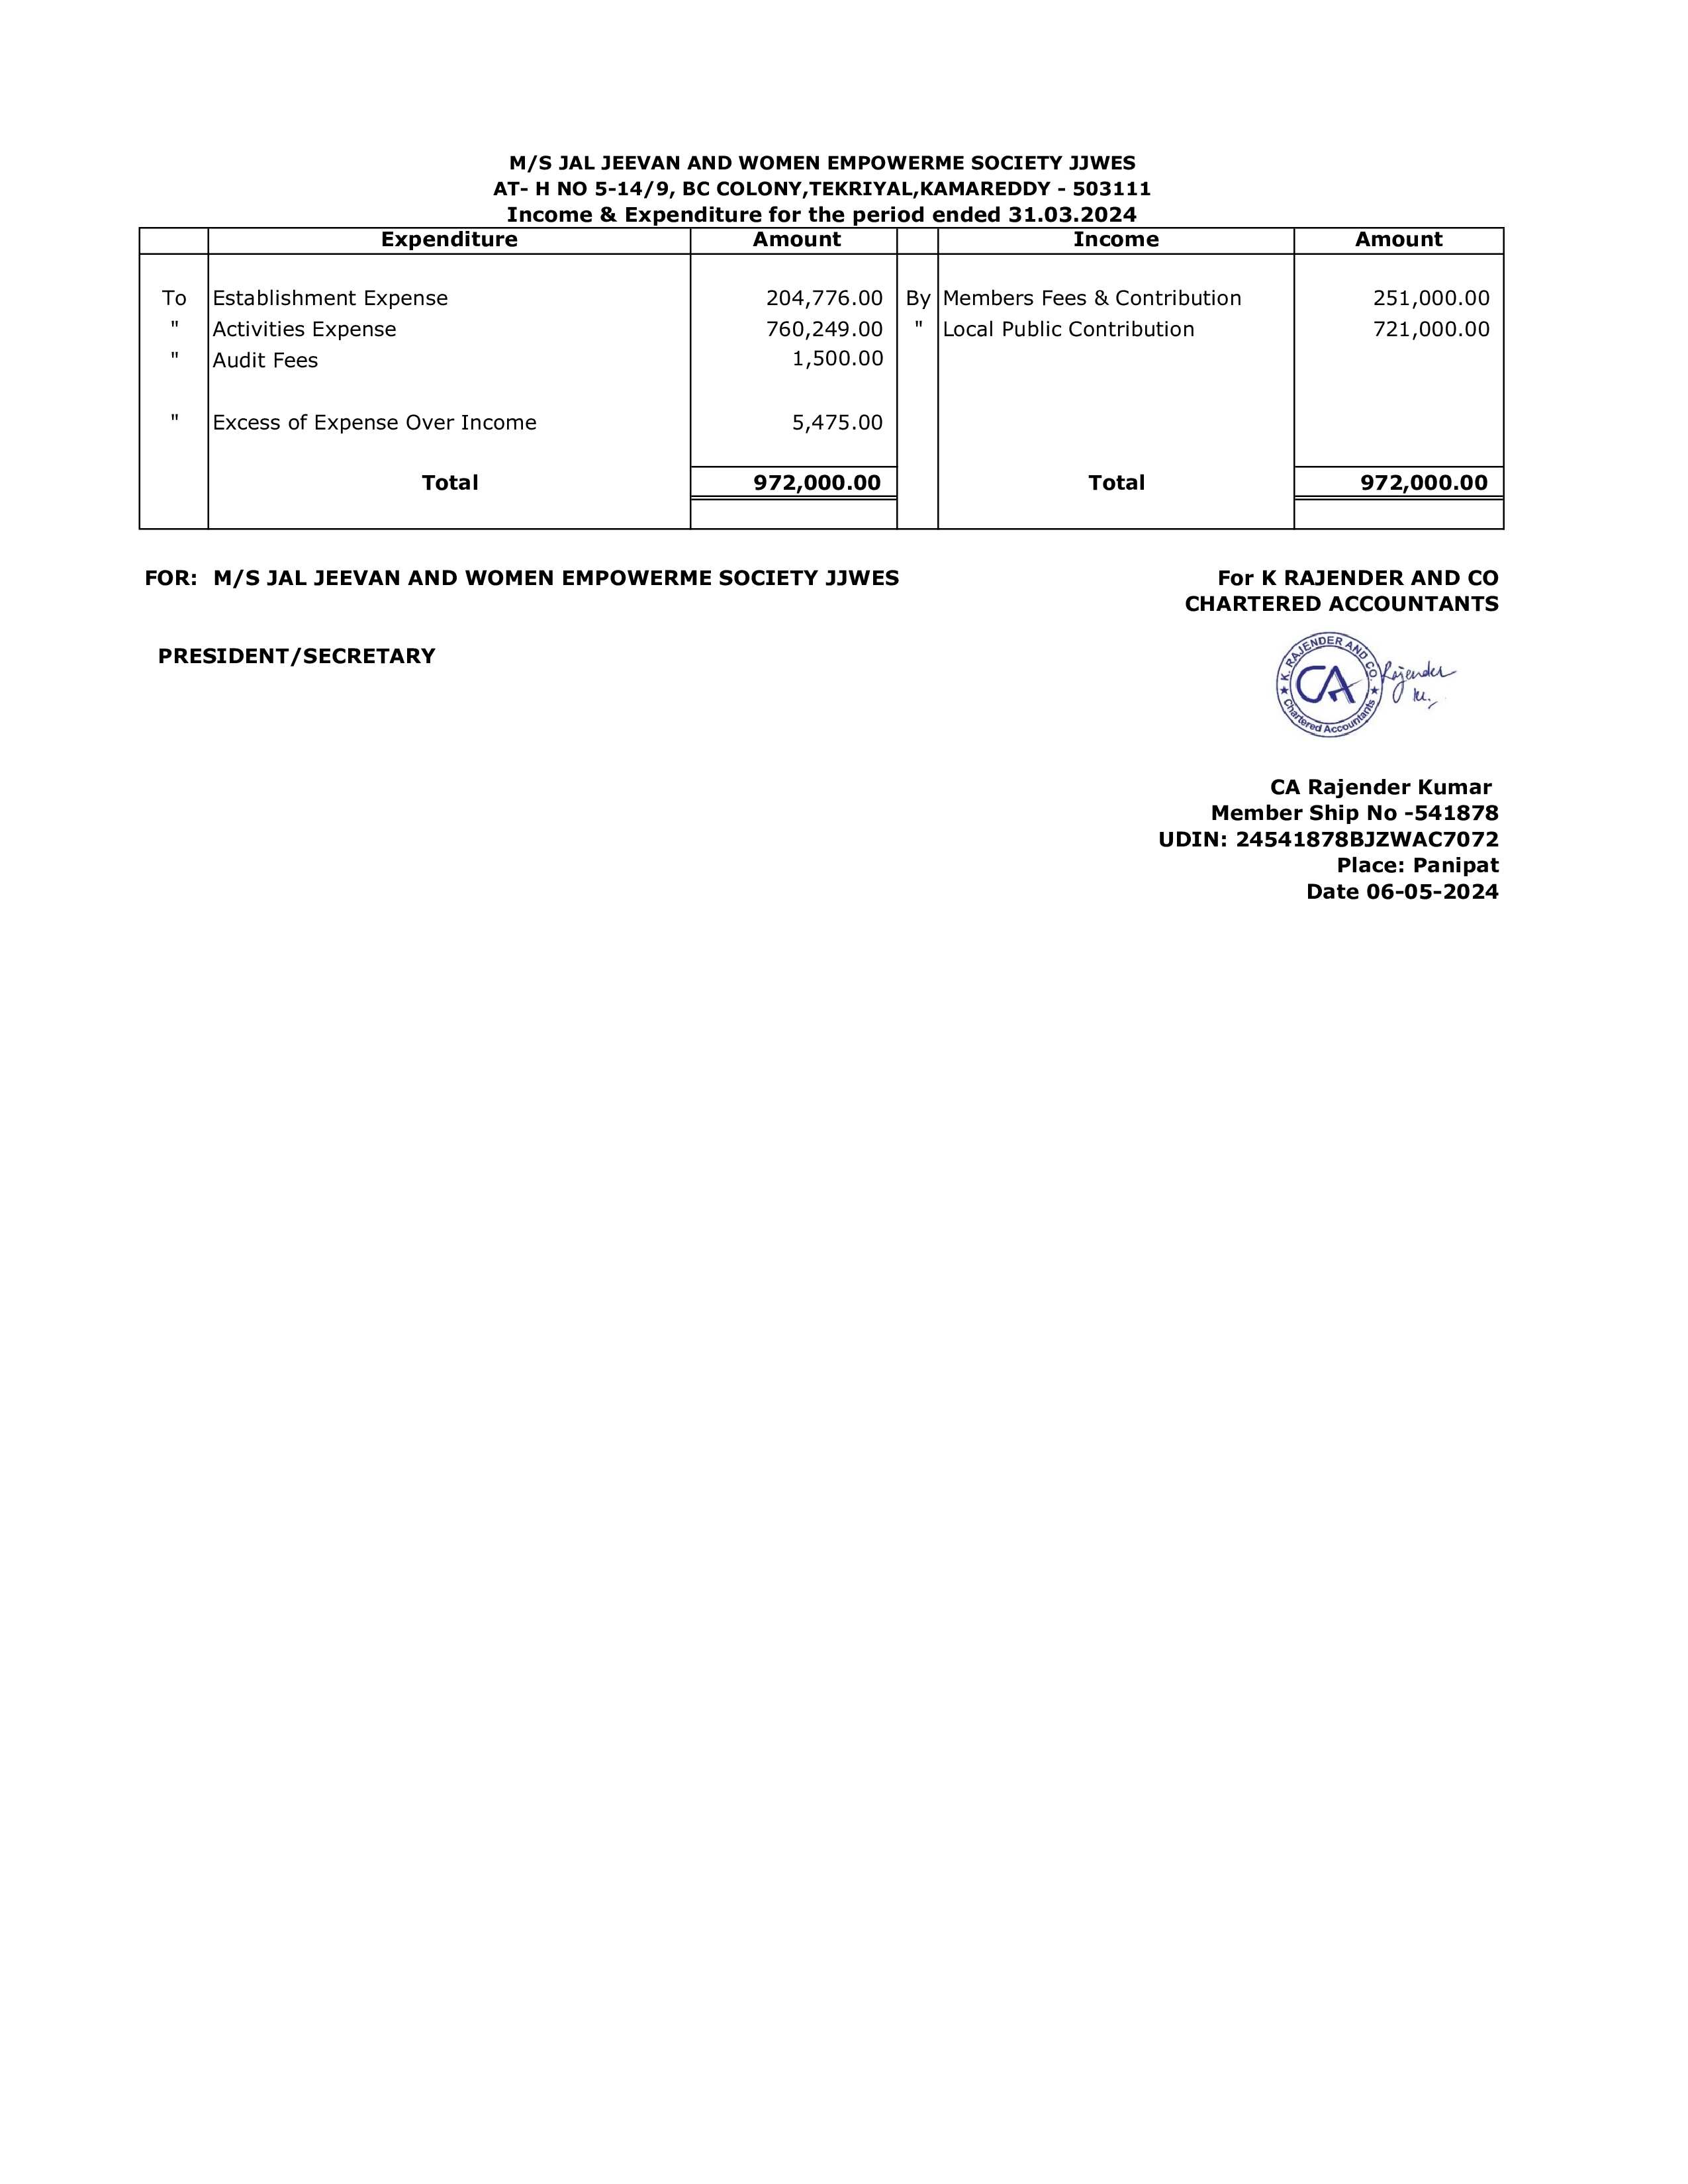 M/S JAL JEEVAN AND WOMEN EMPOWERME SOCIETY JJWES
AT- H NO 5-14/9, BC COLONY,TEKRIYAL,KAMAREDDY - 503111
Income & Expenditure for the period ended 31.03.2024
Expenditure Amount Income Amount
To Establishment Expense 204,776.00 By Members Fees & Contribution 251,000.00
" Activities Expense 760,249.00 " Local Public Contribution 721,000.00
" Audit Fees 1,500.00
" Excess of Expense Over Income 5,475.00
Total 972,000.00 Total 972,000.00
FOR: M/S JAL JEEVAN AND WOMEN EMPOWERME SOCIETY JJWES For K RAJENDER AND CO
CHARTERED ACCOUNTANTS
PRESIDENT/SECRETARY
★ K. RAJENDER AND CO. ★
CA
Chartered Accountants
Rajender
K.
CA Rajender Kumar
Member Ship No -541878
UDIN: 24541878BJZWAC7072
Place: Panipat
Date 06-05-2024